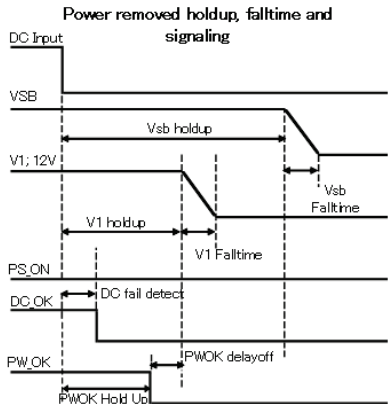 Power removed holdup, falltime and
signaling
DC Input
VSB
Vsb holdup
V1; 12V
Vsb
Falltime
V1 holdup
V1 Falltime
PS_ON
DC fail detect
DC_OK
PWOK delayoff
PW_OK
PWOK Hold Up